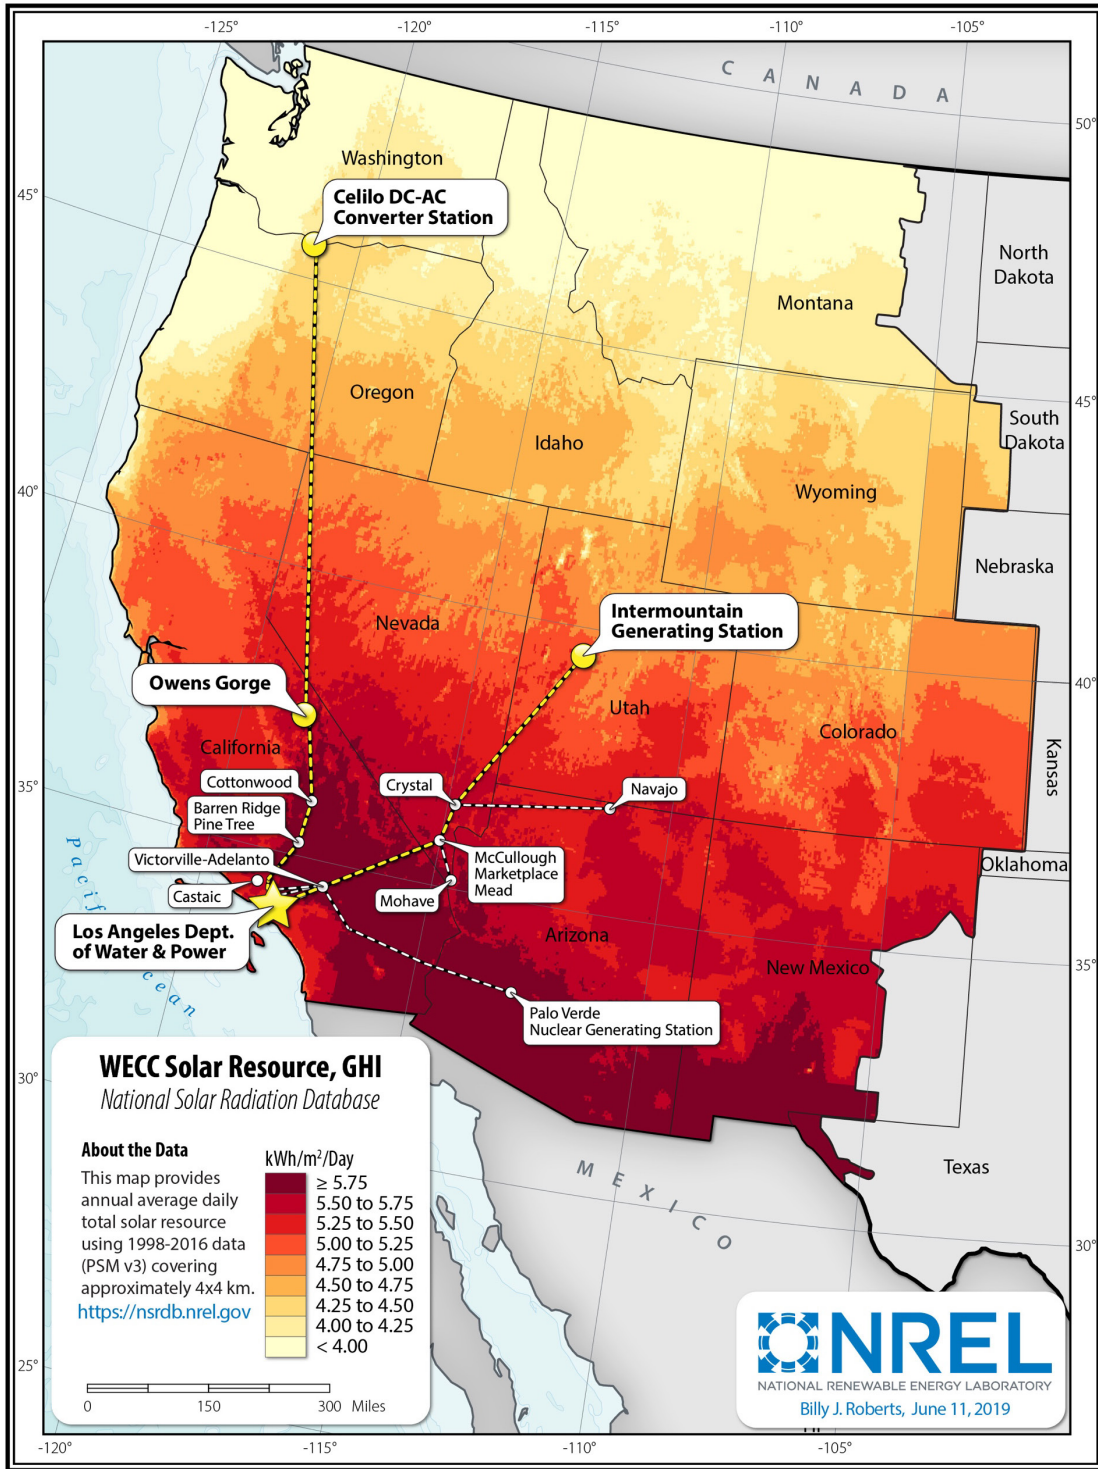 -125°
-120°
-115°
-110°
-105°
CANADA
50°
Washington
45°
Celilo DC-AC
Converter Station
North
Dakota
Montana
Oregon
45°
South
Dakota
Idaho
Wyoming
40°
Nebraska
Intermountain
Generating Station
Nevada
Owens Gorge
40°
Utah
Colorado
California
Kansas
35°
Cottonwood
Crystal
Navajo
Barren Ridge
Pine Tree
Victorville-Adelanto
McCullough
Marketplace
Mead
Oklahoma
Castaic
Mohave
Pacific
Ocean
Los Angeles Dept.
of Water & Power
Arizona
New Mexico
35°
Palo Verde
Nuclear Generating Station
30°
WECC Solar Resource, GHI
National Solar Radiation Database
About the Data
This map provides
annual average daily
total solar resource
using 1998-2016 data
(PSM v3) covering
approximately 4x4 km.
https://nsrdb.nrel.gov
kWh/m²/Day
≥ 5.75
5.50 to 5.75
5.25 to 5.50
5.00 to 5.25
4.75 to 5.00
4.50 to 4.75
4.25 to 4.50
4.00 to 4.25
< 4.00
0 150 300 Miles
MEXICO
Texas
30°
25°
NREL
NATIONAL RENEWABLE ENERGY LABORATORY
Billy J. Roberts, June 11, 2019
-120°
-115°
-110°
-105°